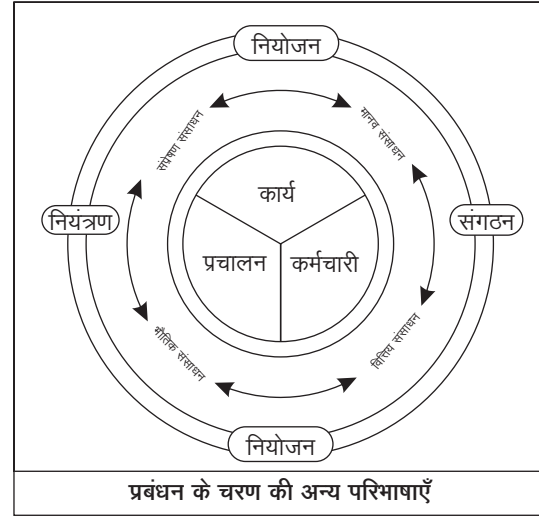 नियोजन
संप्रेषण संसाधन
मानव संसाधन
कार्य
नियंत्रण
संगठन
प्रचालन
कर्मचारी
भौतिक संसाधन
वित्तिय संसाधन
नियोजन
प्रबंधन के चरण की अन्य परिभाषाएँ